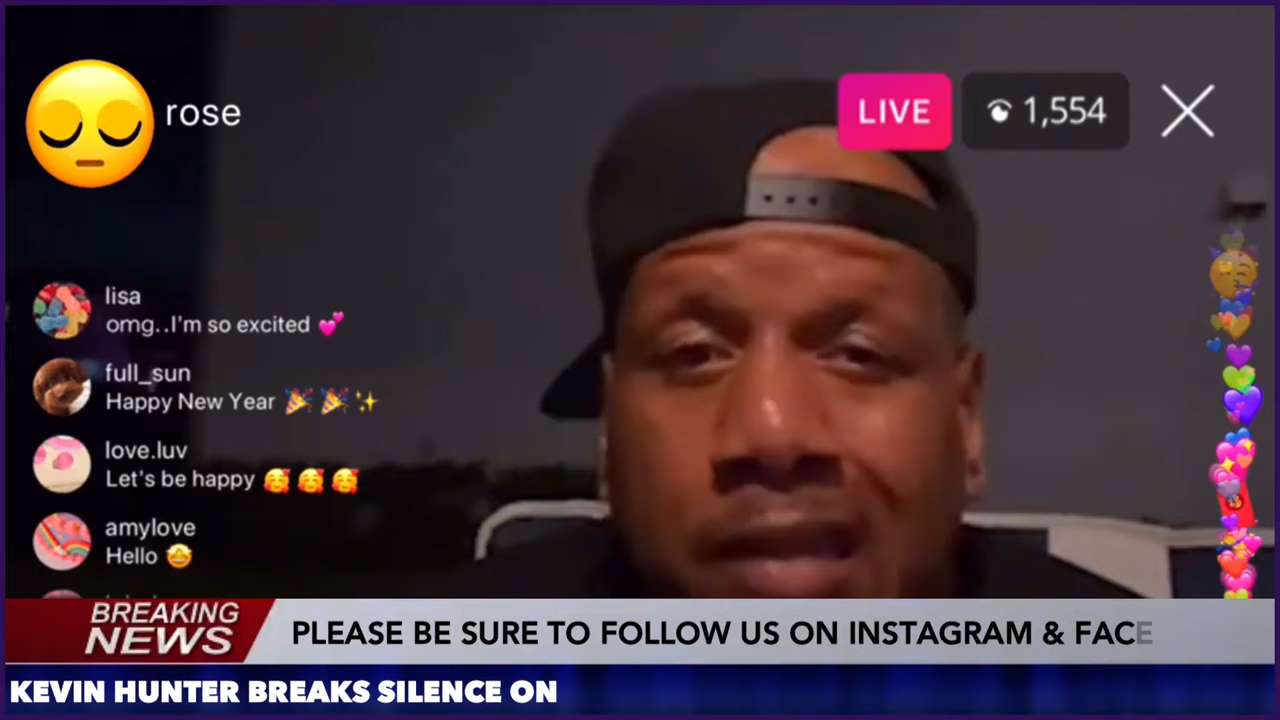 rose
LIVE
1,554
lisa
omg..I'm so excited 💕
full_sun
Happy New Year 🎉 🎉 ✨
love.luv
Let's be happy 🥰 🥰 🥰
amylove
Hello 🤩
BREAKING
NEWS
PLEASE BE SURE TO FOLLOW US ON INSTAGRAM & FACE
KEVIN HUNTER BREAKS SILENCE ON